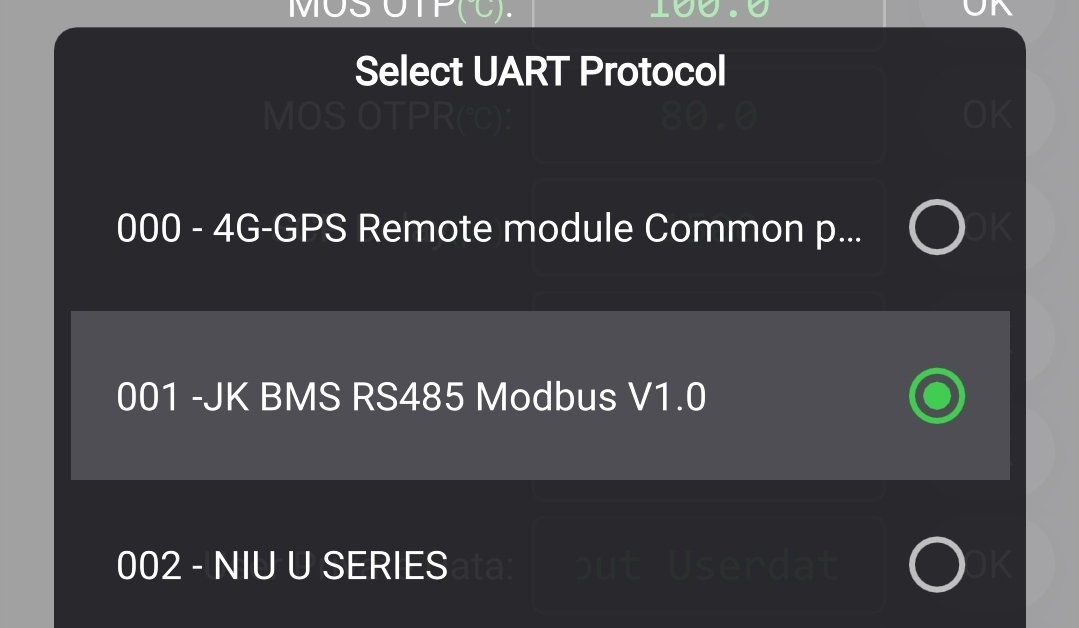 MOS OTP(℃): 100.0 OK
Select UART Protocol
MOS OTPR(℃): 80.0 OK
000 - 4G-GPS Remote module Common p...
OK
001 -JK BMS RS485 Modbus V1.0
002 - NIU U SERIES
ata: put Userdat OK